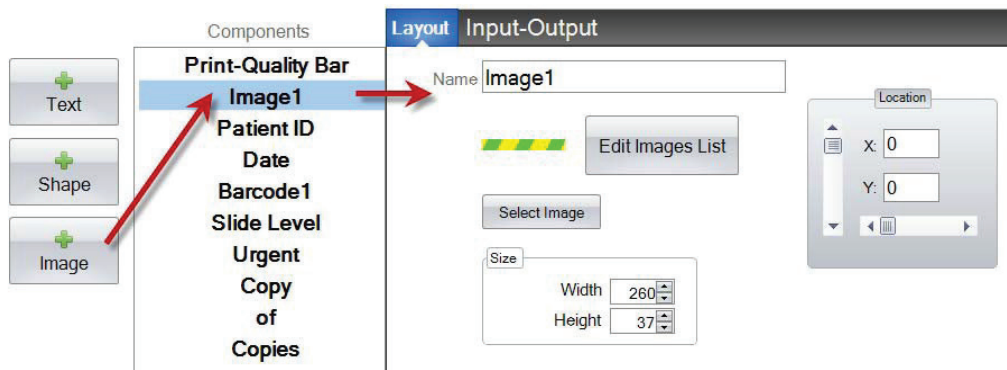 Text
Shape
Image
Components
Print-Quality Bar
Image1
Patient ID
Date
Barcode1
Slide Level
Urgent
Copy
of
Copies
Layout Input-Output
Name Image1
Edit Images List
Select Image
Size
Width 260
Height 37
Location
X: 0
Y: 0